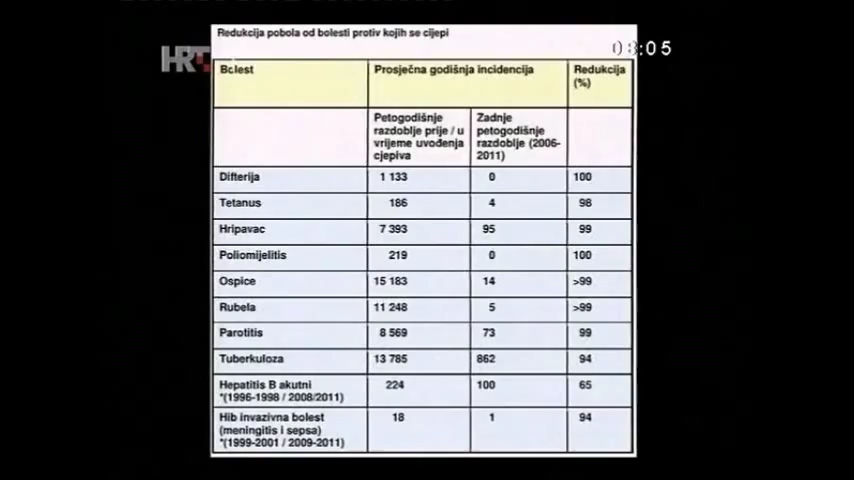 Redukcija pobola od bolesti protiv kojih se cijepi
HRT
08:05
Bolest Prosječna godišnja incidencija Redukcija
(%)
Petogodišnje
razdoblje prije / u
vrijeme uvođenja
cjepiva
Zadnje
petogodišnje
razdoblje (2006-
2011)
Difterija 1 133 0 100
Tetanus 186 4 98
Hripavac 7 393 95 99
Poliomijelitis 219 0 100
Ospice 15 183 14 >99
Rubela 11 248 5 >99
Parotitis 8 569 73 99
Tuberkuloza 13 785 862 94
Hepatitis B akutni 224 100 65
*(1996-1998 / 2008/2011)
Hib invazivna bolest 18 1 94
(meningitis i sepsa)
*(1999-2001 / 2009-2011)